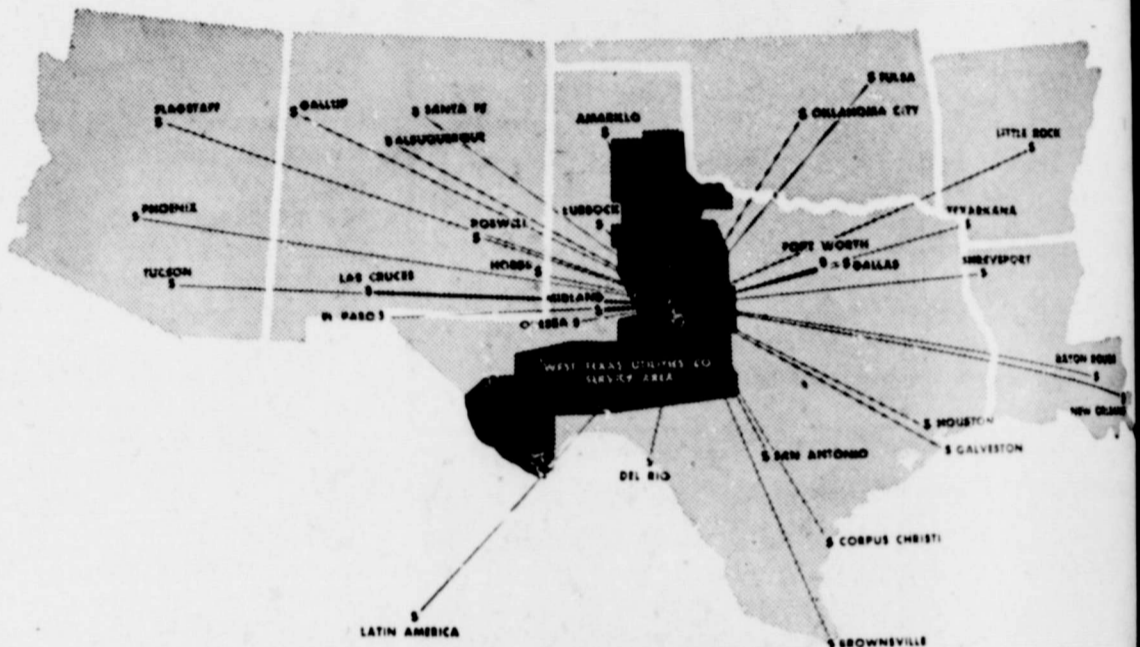 $ TULSA
FLAGSTAFF
$
$ GALLUP
$ SANTA FE
AMARILLO
$
$ OKLAHOMA CITY
$ ALBUQUERQUE
LITTLE ROCK
$
PHOENIX
$
ROSWELL
$
LUBBOCK
$
TEXARKANA
$
FORT WORTH
$ $ DALLAS
TUCSON
$
LAS CRUCES
$
HOBBS $
SHREVEPORT
$
MIDLAND
$
EL PASO $
ODESSA $
WEST TEXAS UTILITIES CO
SERVICE AREA
BATON ROUGE
$
$
NEW ORLEANS
$ HOUSTON
$ GALVESTON
$ SAN ANTONIO
$
DEL RIO
$ CORPUS CHRISTI
$
LATIN AMERICA
$ BROWNSVILLE